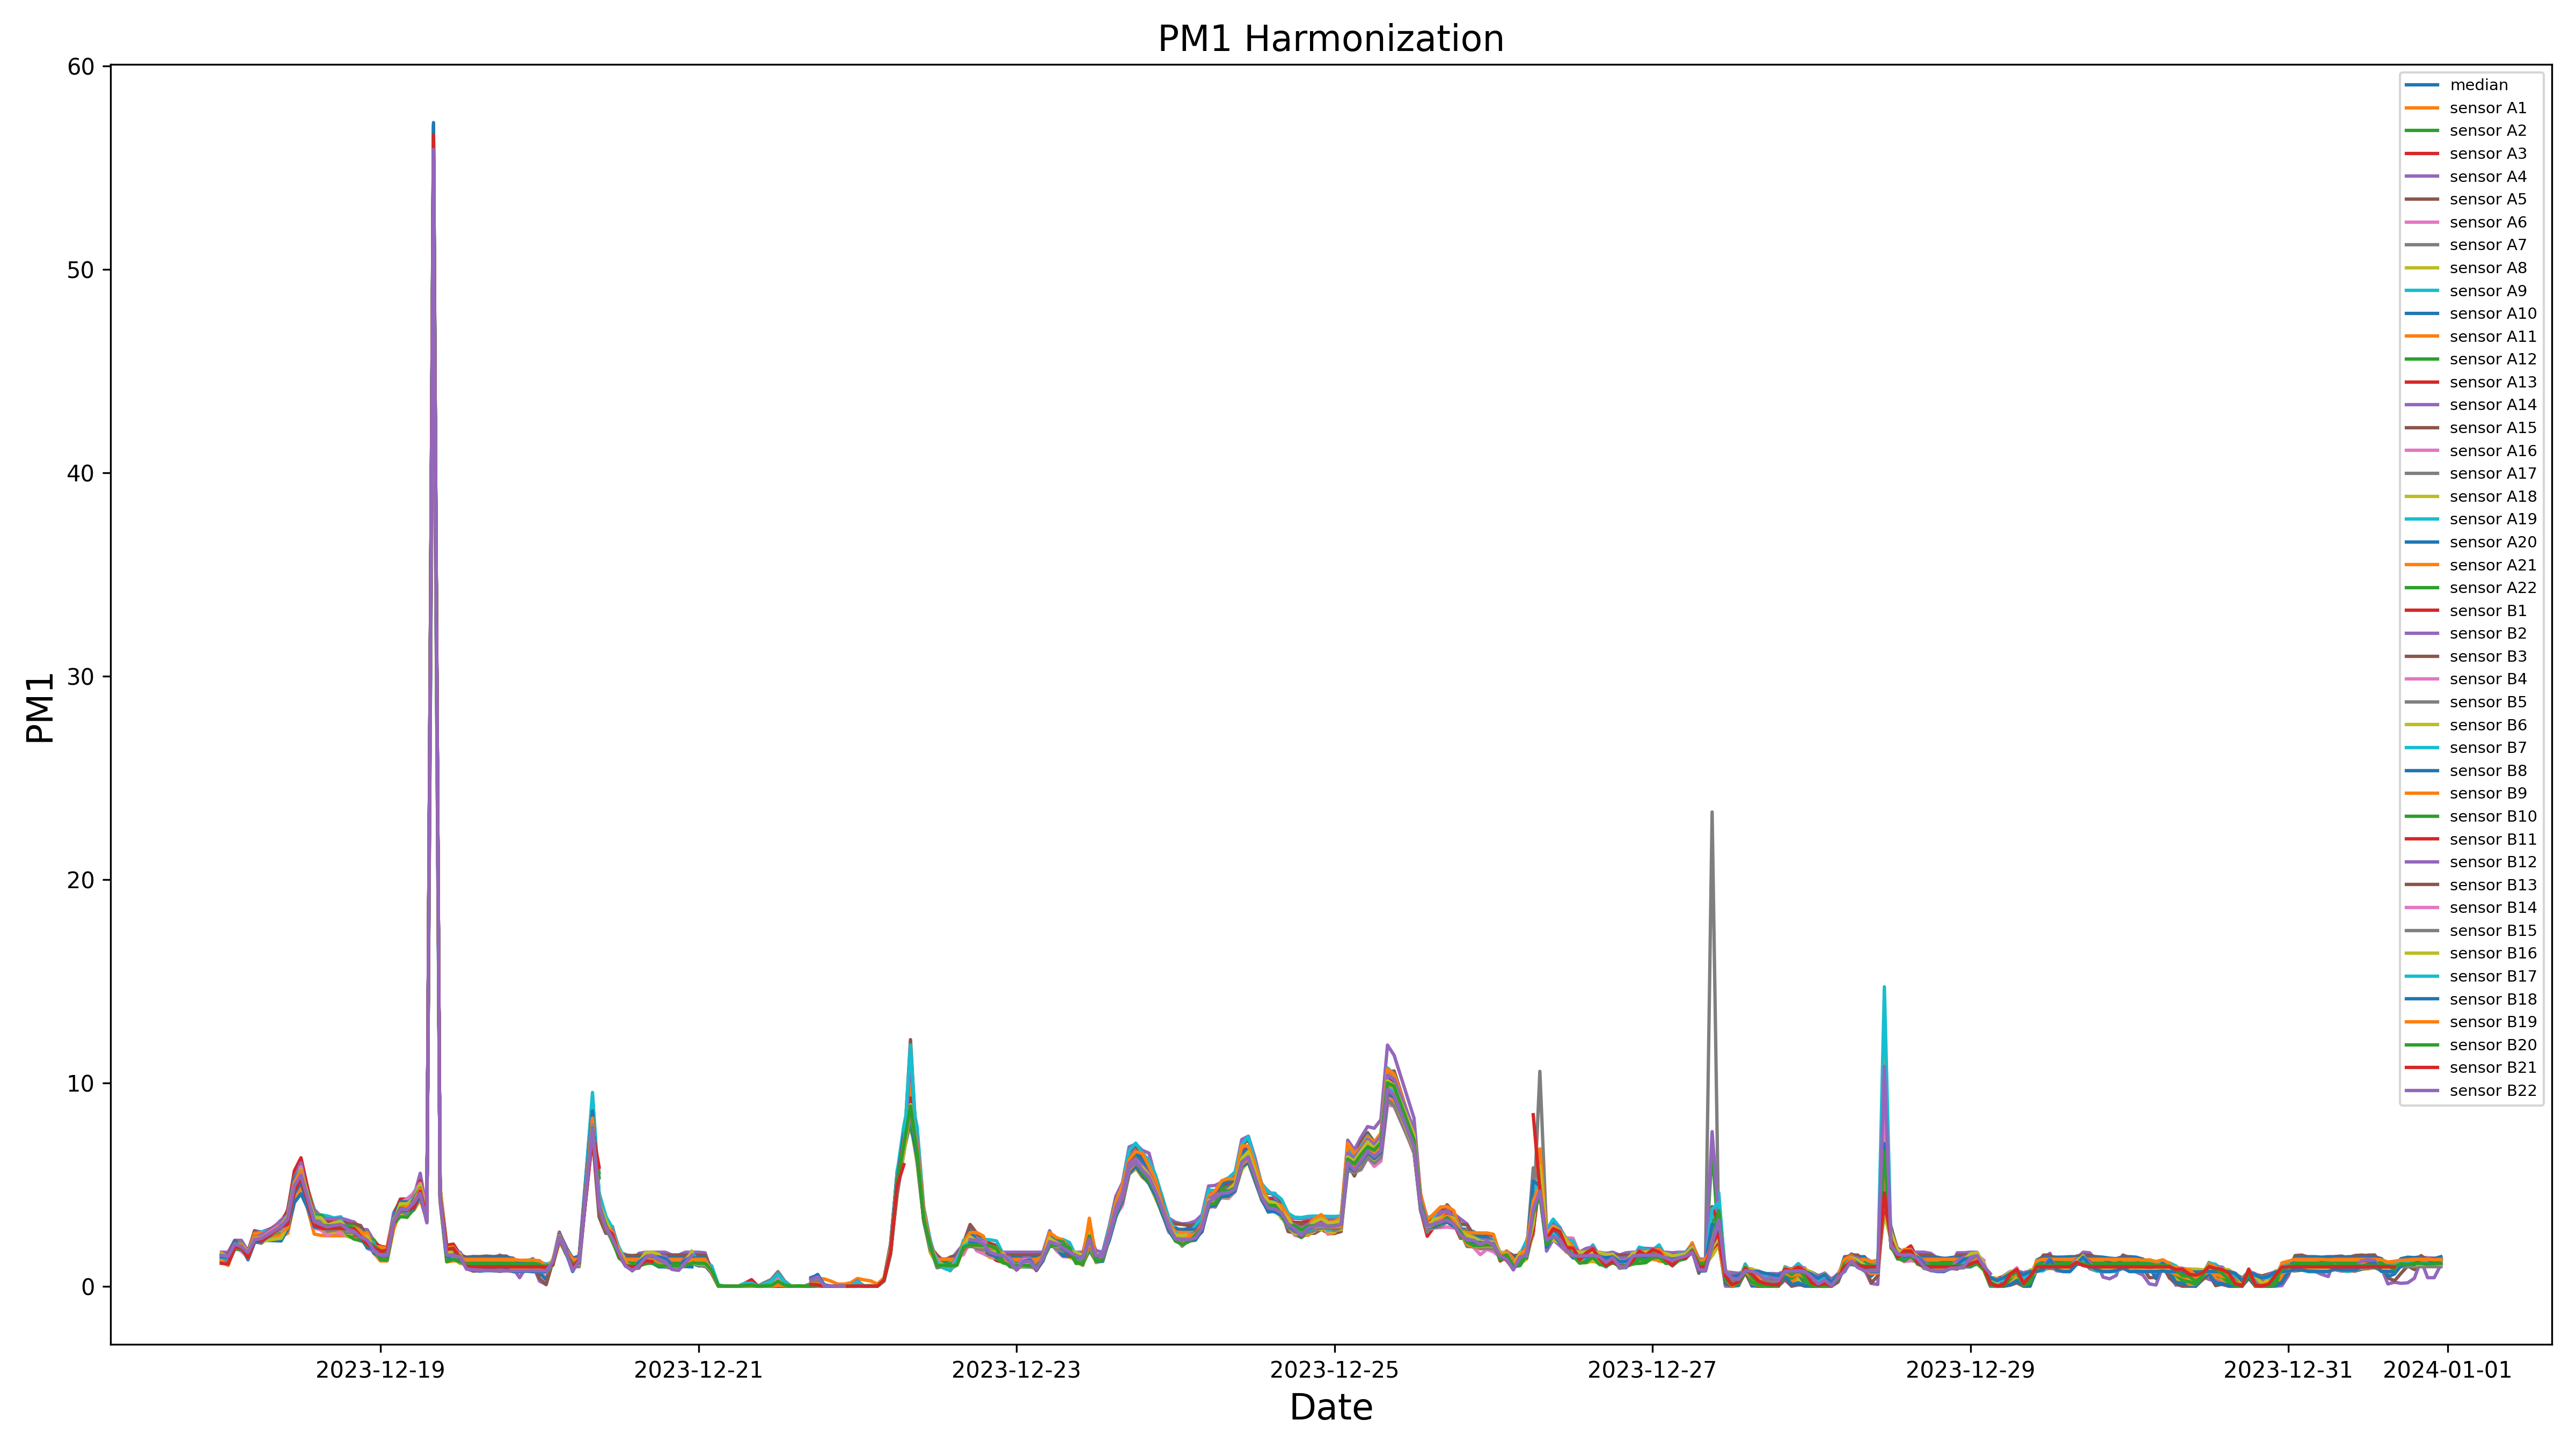 PM1 Harmonization
60
50
40
30
20
10
0
PM1
median
sensor A1
sensor A2
sensor A3
sensor A4
sensor A5
sensor A6
sensor A7
sensor A8
sensor A9
sensor A10
sensor A11
sensor A12
sensor A13
sensor A14
sensor A15
sensor A16
sensor A17
sensor A18
sensor A19
sensor A20
sensor A21
sensor A22
sensor B1
sensor B2
sensor B3
sensor B4
sensor B5
sensor B6
sensor B7
sensor B8
sensor B9
sensor B10
sensor B11
sensor B12
sensor B13
sensor B14
sensor B15
sensor B16
sensor B17
sensor B18
sensor B19
sensor B20
sensor B21
sensor B22
2023-12-19 2023-12-21 2023-12-23 2023-12-25 2023-12-27 2023-12-29 2023-12-31 2024-01-01
Date